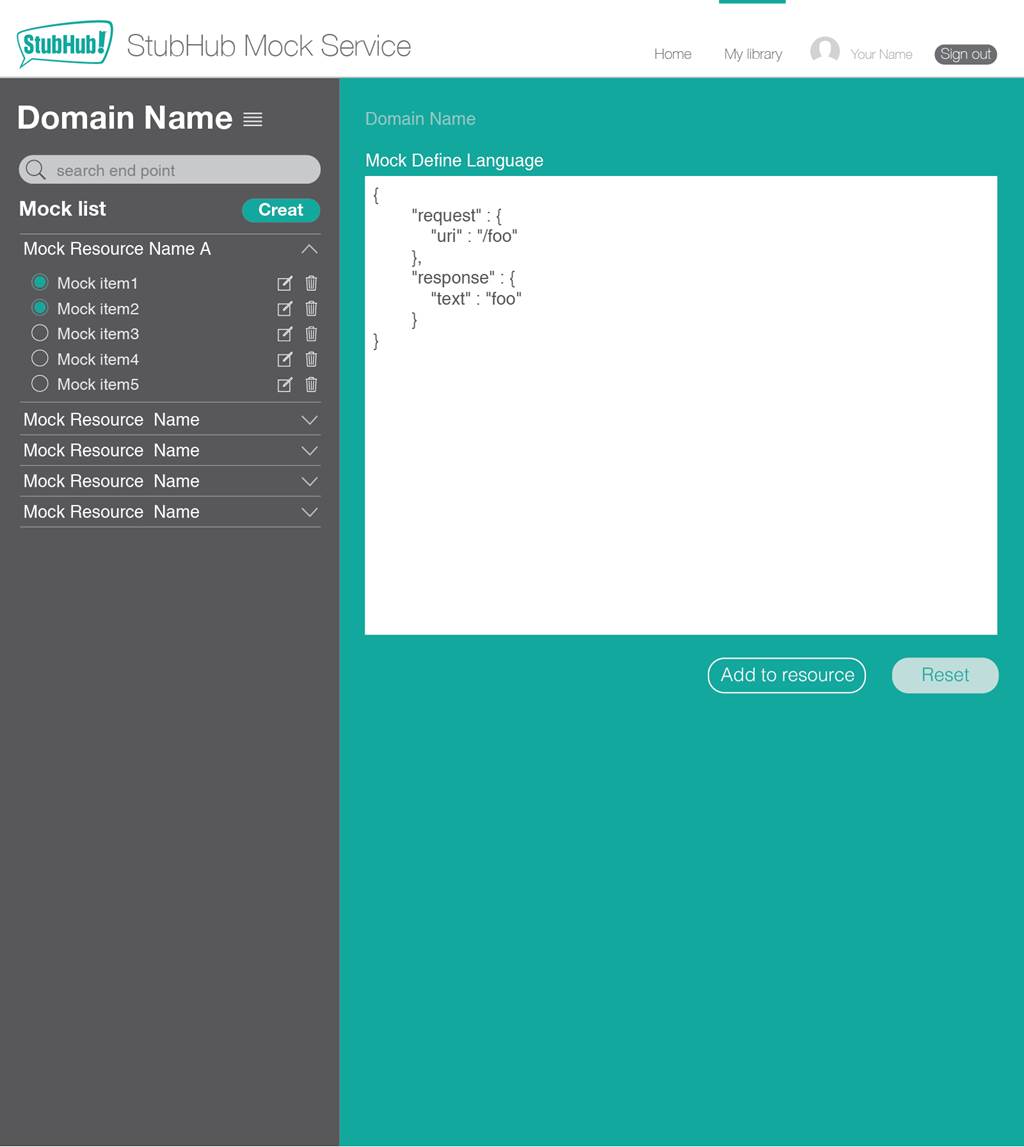 StubHub!
StubHub Mock Service
Home
My library
Your Name
Sign out
Domain Name
search end point
Mock list
Creat
Mock Resource Name A
Mock item1
Mock item2
Mock item3
Mock item4
Mock item5
Mock Resource  Name
Mock Resource  Name
Mock Resource  Name
Mock Resource  Name
Domain Name
Mock Define Language
{
"request" : {
"uri" : "/foo"
},
"response" : {
"text" : "foo"
}
}
Add to resource
Reset